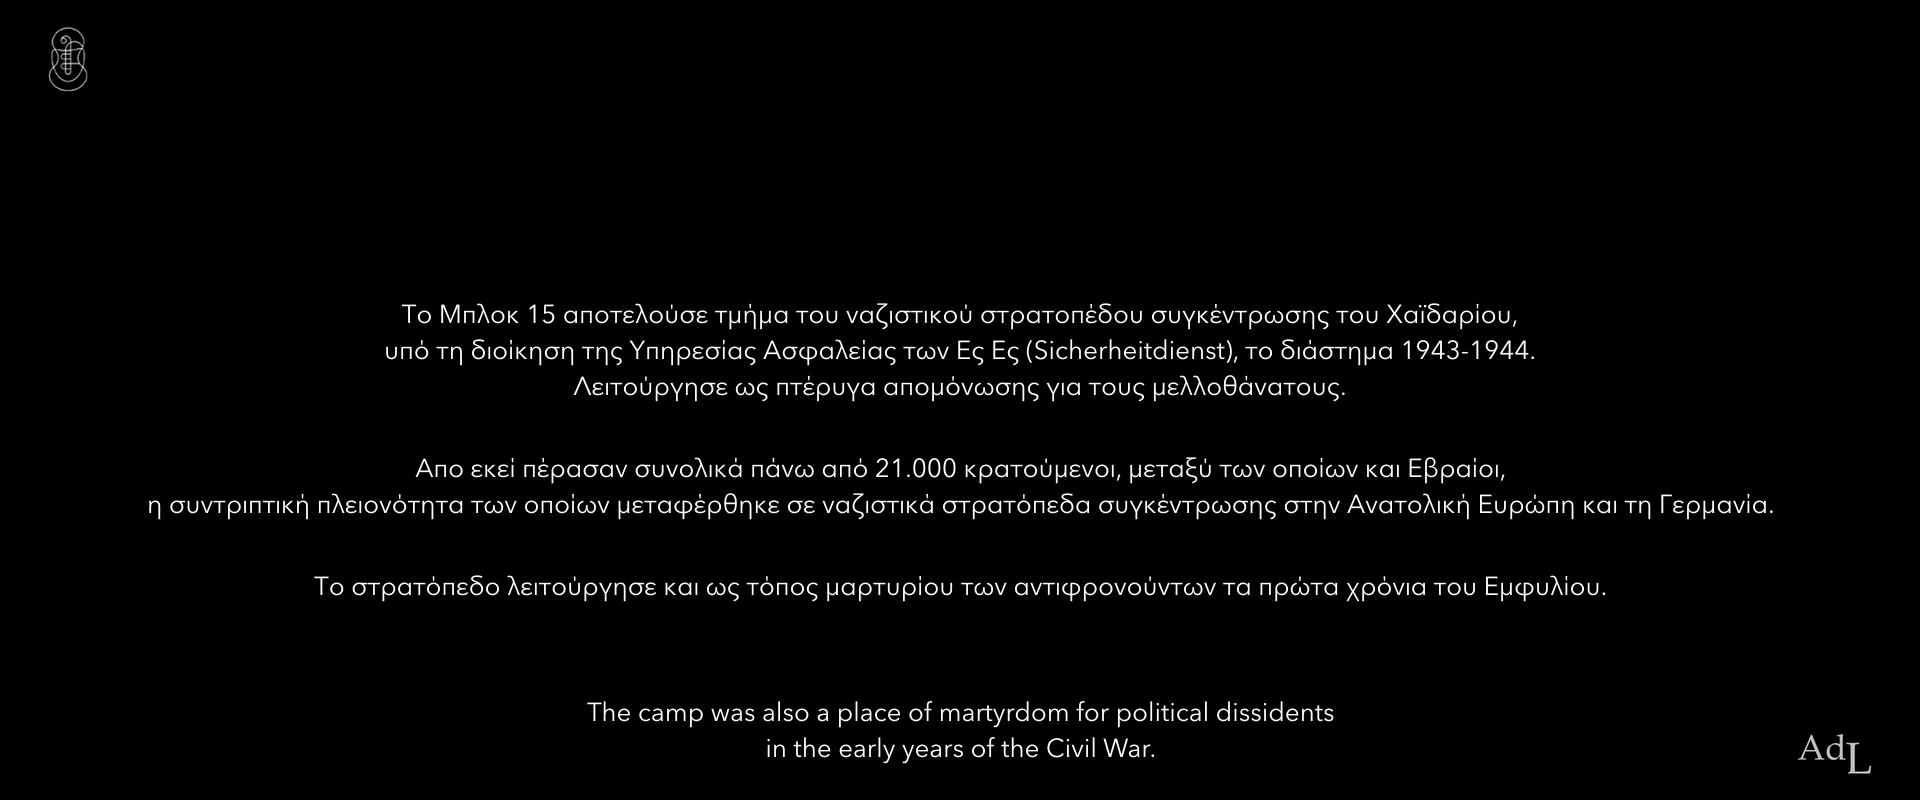 Το Μπλοκ 15 αποτελούσε τμήμα του ναζιστικού στρατοπέδου συγκέντρωσης του Χαϊδαρίου,
υπό τη διοίκηση της Υπηρεσίας Ασφαλείας των Ες Ες (Sicherheitdienst), το διάστημα 1943-1944.
Λειτούργησε ως πτέρυγα απομόνωσης για τους μελλοθάνατους.
Απο εκεί πέρασαν συνολικά πάνω από 21.000 κρατούμενοι, μεταξύ των οποίων και Εβραίοι,
η συντριπτική πλειονότητα των οποίων μεταφέρθηκε σε ναζιστικά στρατόπεδα συγκέντρωσης στην Ανατολική Ευρώπη και τη Γερμανία.
Το στρατόπεδο λειτούργησε και ως τόπος μαρτυρίου των αντιφρονούντων τα πρώτα χρόνια του Εμφυλίου.
The camp was also a place of martyrdom for political dissidents
in the early years of the Civil War.
AdL